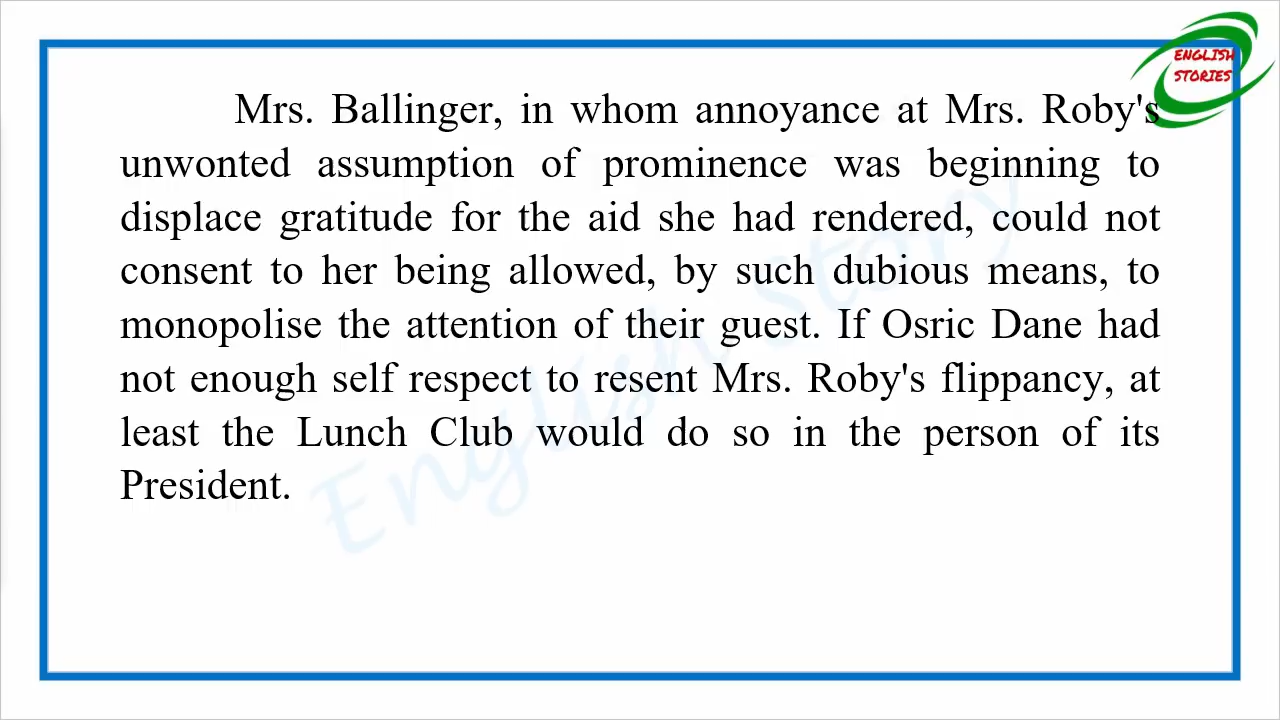 ENGLISH
STORIES
Mrs. Ballinger, in whom annoyance at Mrs. Roby's
unwonted assumption of prominence was beginning to
displace gratitude for the aid she had rendered, could not
consent to her being allowed, by such dubious means, to
monopolise the attention of their guest. If Osric Dane had
not enough self respect to resent Mrs. Roby's flippancy, at
least the Lunch Club would do so in the person of its
President.
English Story